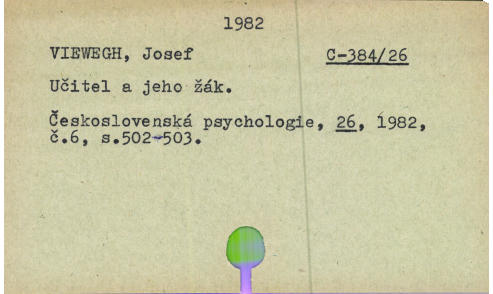 1982
VIEWEGH, Josef C-384/26
Učitel a jeho žák.
Československá psychologie, 26, 1982,
č.6, s.502-503.